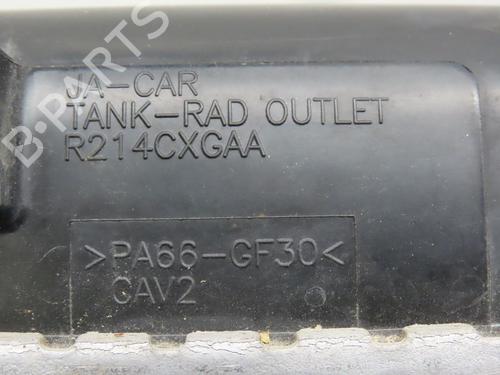 JA-CAR
TANK-RAD OUTLET
R214CXGAA
>PA66-GF30<
CAV2
B-PARTS